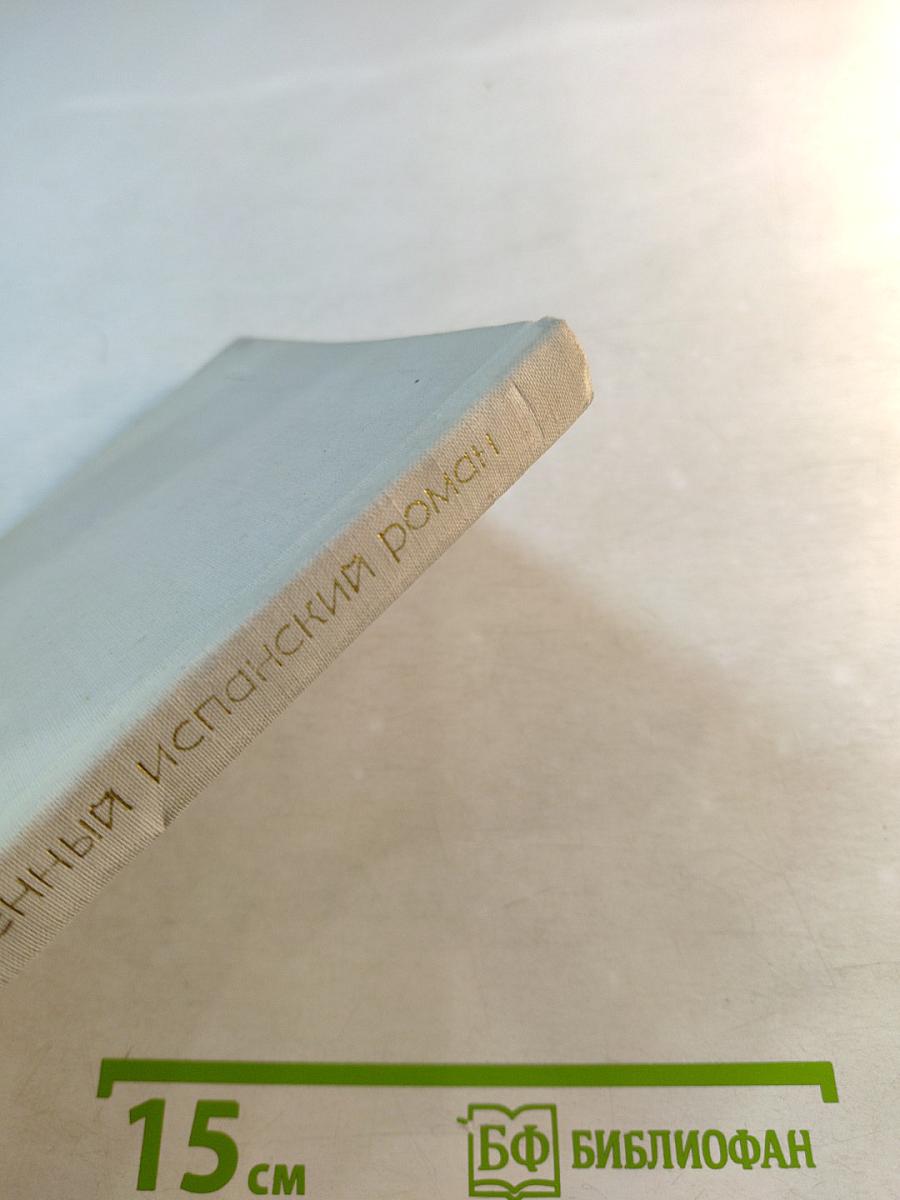 енный испанский роман
15 см
БФ БИБЛИОФАН